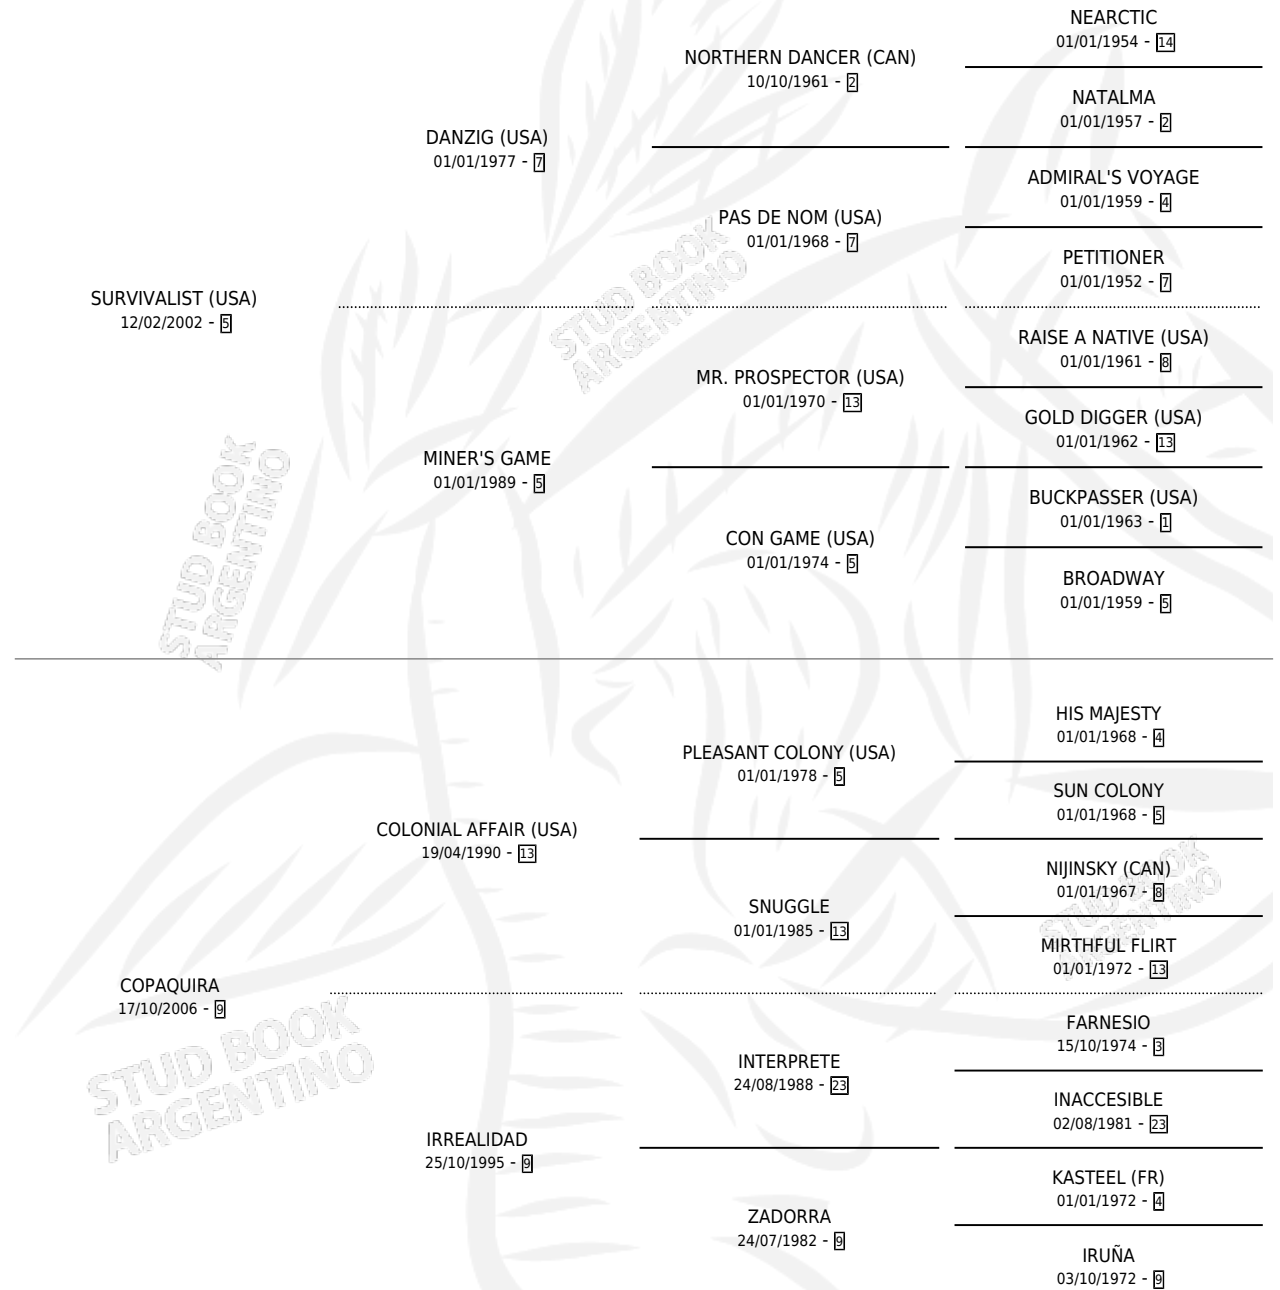 NEARCTIC
01/01/1954 - 14
NORTHERN DANCER (CAN)
10/10/1961 - 2
NATALMA
01/01/1957 - 2
DANZIG (USA)
01/01/1977 - 7
ADMIRAL'S VOYAGE
01/01/1959 - 4
PAS DE NOM (USA)
01/01/1968 - 7
PETITIONER
01/01/1952 - 7
SURVIVALIST (USA)
12/02/2002 - 5
STUD BOOK
ARGENTINO
RAISE A NATIVE (USA)
01/01/1961 - 8
MR. PROSPECTOR (USA)
01/01/1970 - 13
GOLD DIGGER (USA)
01/01/1962 - 13
MINER'S GAME
01/01/1989 - 5
BUCKPASSER (USA)
01/01/1963 - 1
CON GAME (USA)
01/01/1974 - 5
BROADWAY
01/01/1959 - 5
STUD BOOK
ARGENTINO
HIS MAJESTY
01/01/1968 - 4
PLEASANT COLONY (USA)
01/01/1978 - 5
SUN COLONY
01/01/1968 - 5
COLONIAL AFFAIR (USA)
19/04/1990 - 13
NIJINSKY (CAN)
01/01/1967 - 8
SNUGGLE
01/01/1985 - 13
MIRTHFUL FLIRT
01/01/1972 - 13
STUD BOOK
ARGENTINO
COPAQUIRA
17/10/2006 - 9
FARNESIO
15/10/1974 - 3
INTERPRETE
24/08/1988 - 23
INACCESIBLE
02/08/1981 - 23
STUD BOOK
ARGENTINO
IRREALIDAD
25/10/1995 - 9
KASTEEL (FR)
01/01/1972 - 4
ZADORRA
24/07/1982 - 9
IRUÑA
03/10/1972 - 9